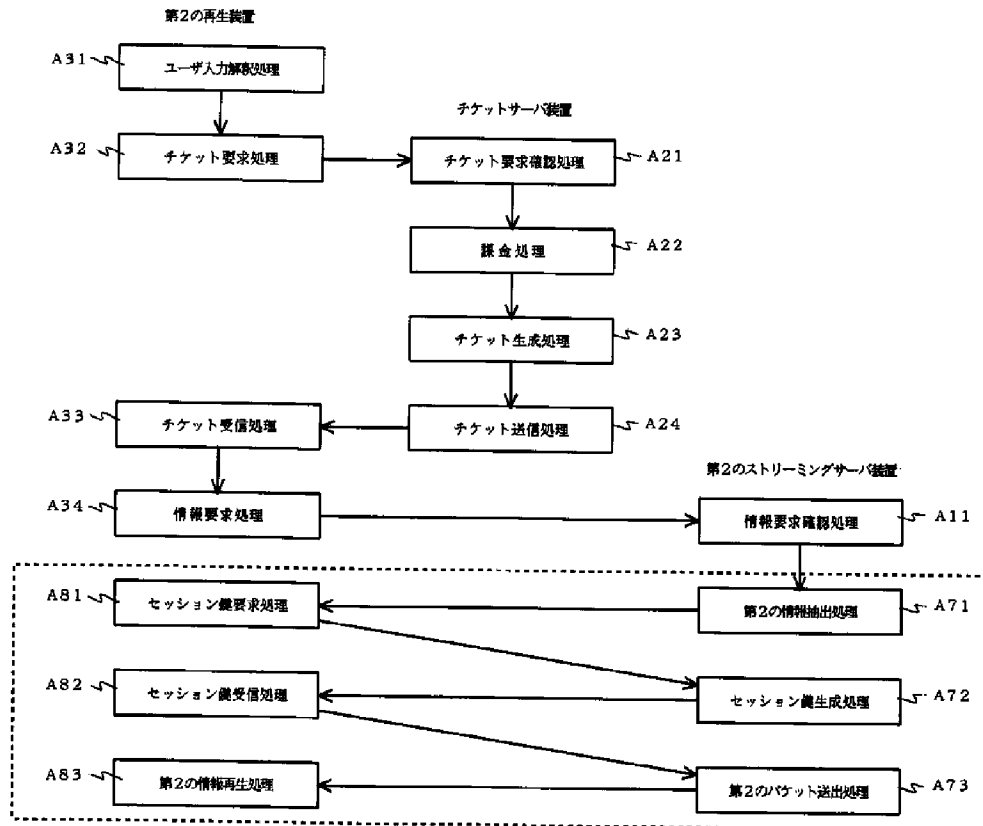 第2の再生装置
A31
ユーザ入力解釈処理
チケットサーバ装置
A32
チケット要求処理
チケット要求確認処理
A21
課金処理
A22
チケット生成処理
A23
A33
チケット受信処理
チケット送信処理
A24
第2のストリーミングサーバ装置
A34
情報要求処理
情報要求確認処理
A11
A81
セッション鍵要求処理
第2の情報抽出処理
A71
A82
セッション鍵受信処理
セッション鍵生成処理
A72
A83
第2の情報再生処理
第2のパケット送出処理
A73